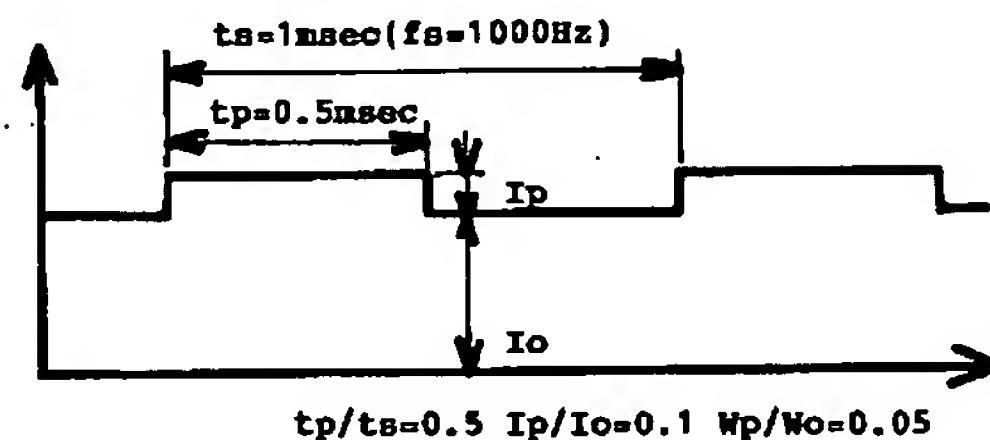 ts=1msec(fs=1000Hz)
tp=0.5msec
Ip
Io
tp/ts=0.5 Ip/Io=0.1 Wp/Wo=0.05